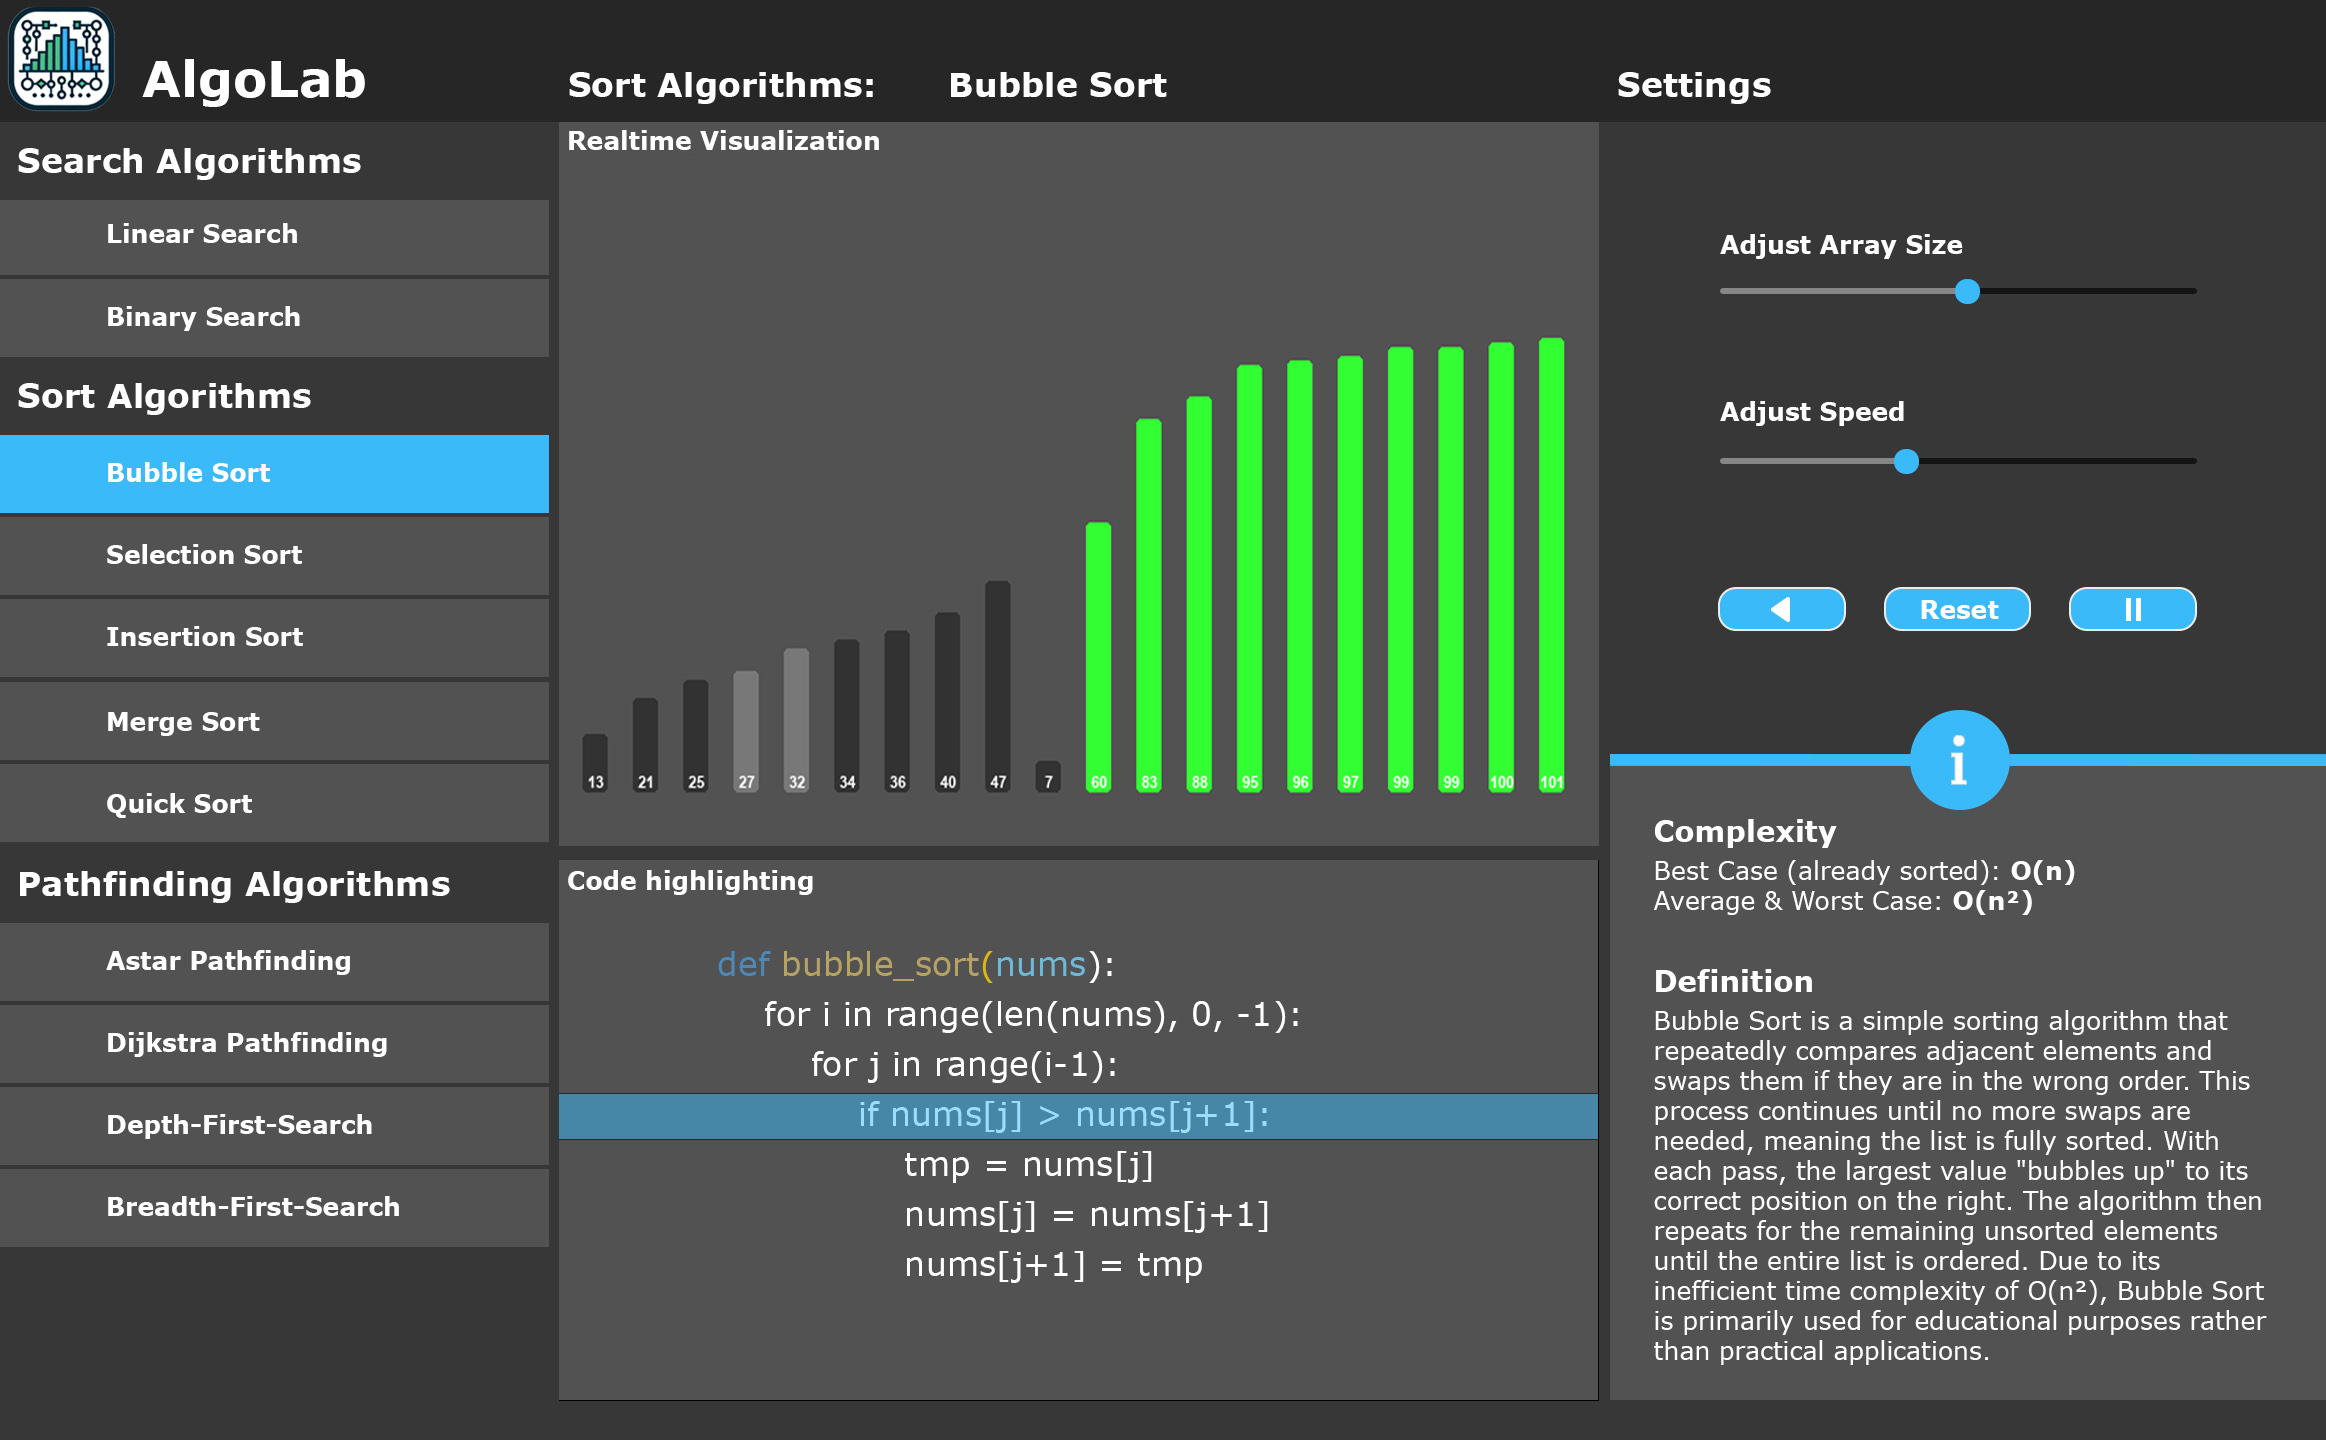 AlgoLab
Sort Algorithms: Bubble Sort
Settings
Search Algorithms
Linear Search
Binary Search
Sort Algorithms
Bubble Sort
Selection Sort
Insertion Sort
Merge Sort
Quick Sort
Pathfinding Algorithms
Astar Pathfinding
Dijkstra Pathfinding
Depth-First-Search
Breadth-First-Search
Realtime Visualization
13 21 25 27 32 34 36 40 47 7 60 83 88 95 96 97 99 99 100 101
Code highlighting
def bubble_sort(nums):
for i in range(len(nums), 0, -1):
for j in range(i-1):
if nums[j] > nums[j+1]:
tmp = nums[j]
nums[j] = nums[j+1]
nums[j+1] = tmp
Adjust Array Size
Adjust Speed
Reset
i
Complexity
Best Case (already sorted): O(n)
Average & Worst Case: O(n²)
Definition
Bubble Sort is a simple sorting algorithm that
repeatedly compares adjacent elements and
swaps them if they are in the wrong order. This
process continues until no more swaps are
needed, meaning the list is fully sorted. With
each pass, the largest value "bubbles up" to its
correct position on the right. The algorithm then
repeats for the remaining unsorted elements
until the entire list is ordered. Due to its
inefficient time complexity of O(n²), Bubble Sort
is primarily used for educational purposes rather
than practical applications.